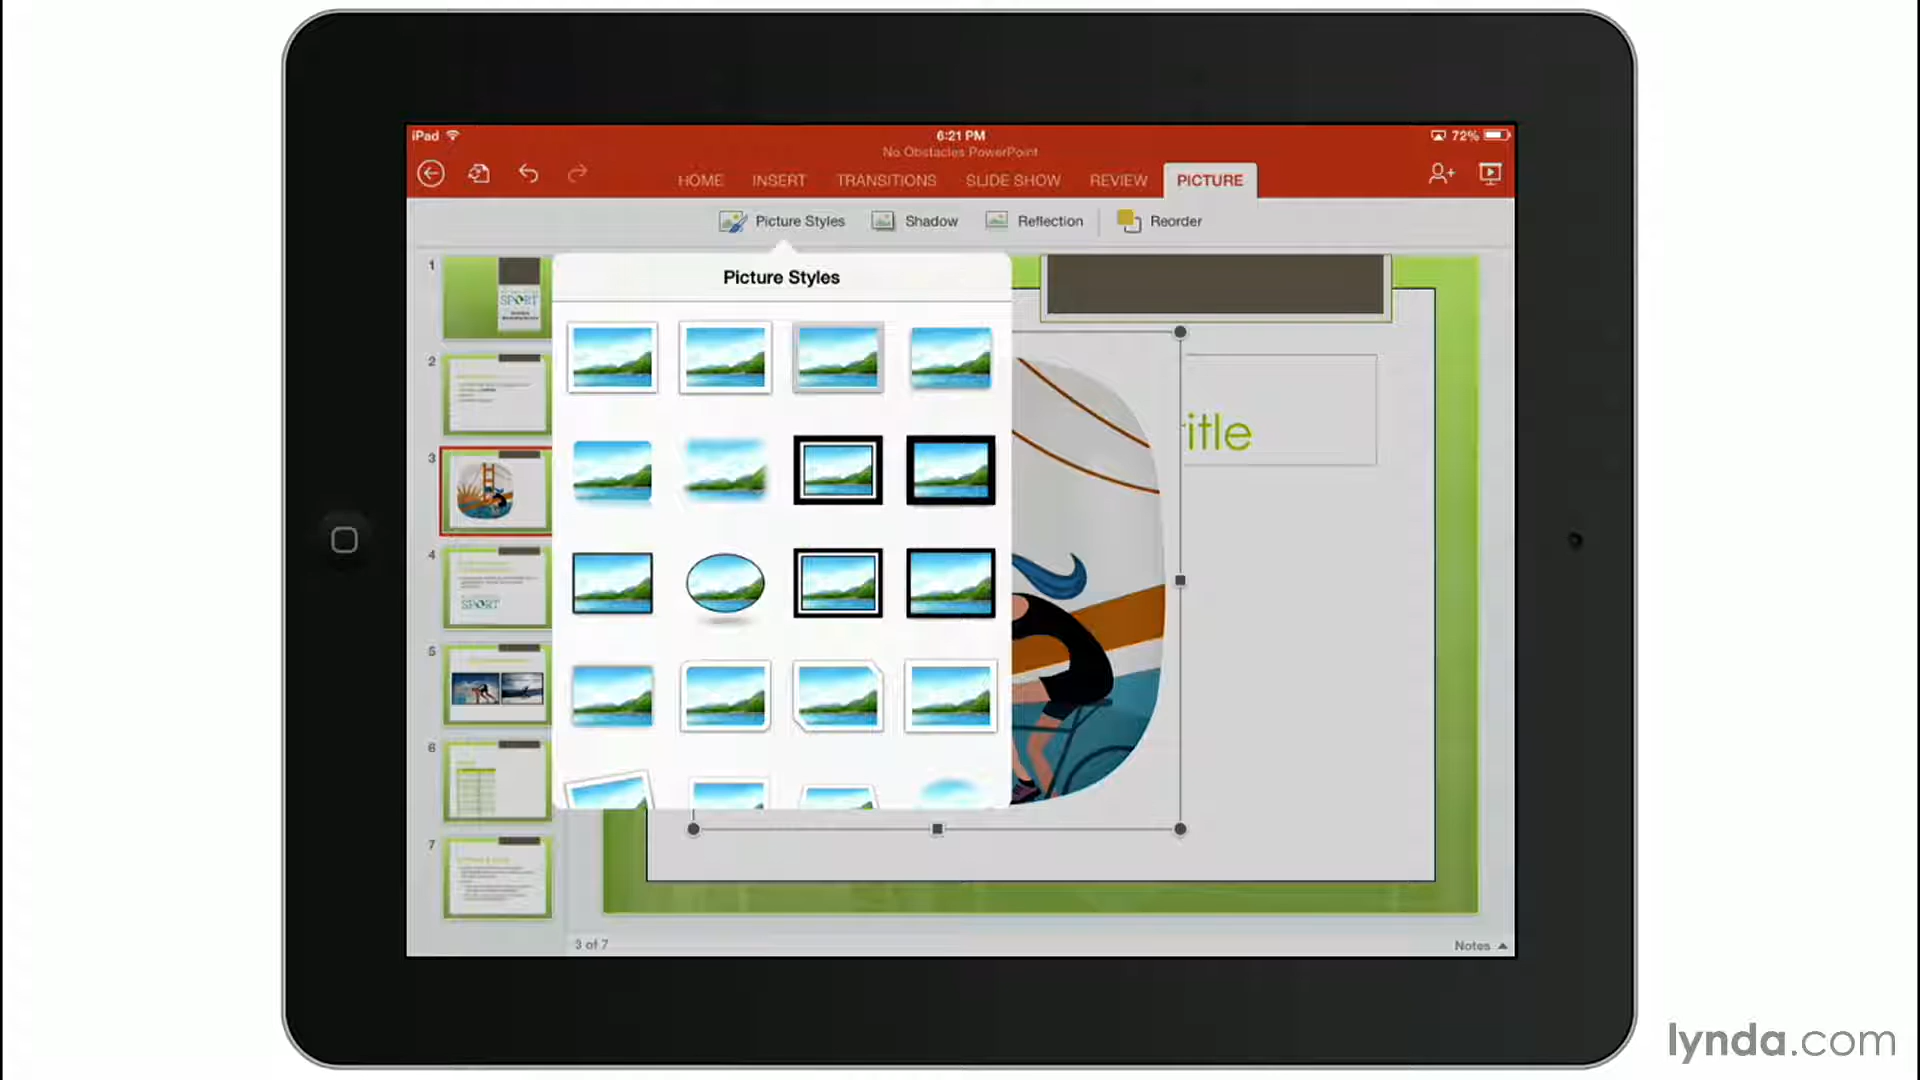 iPad
6:21 PM
72%
No Obstacles PowerPoint
HOME
INSERT
TRANSITIONS
SLIDE SHOW
REVIEW
PICTURE
Picture Styles
Shadow
Reflection
Reorder
Picture Styles
1
SPORT
2
3
4
SPORT
5
6
7
itle
3 of 7
Notes
lynda.com